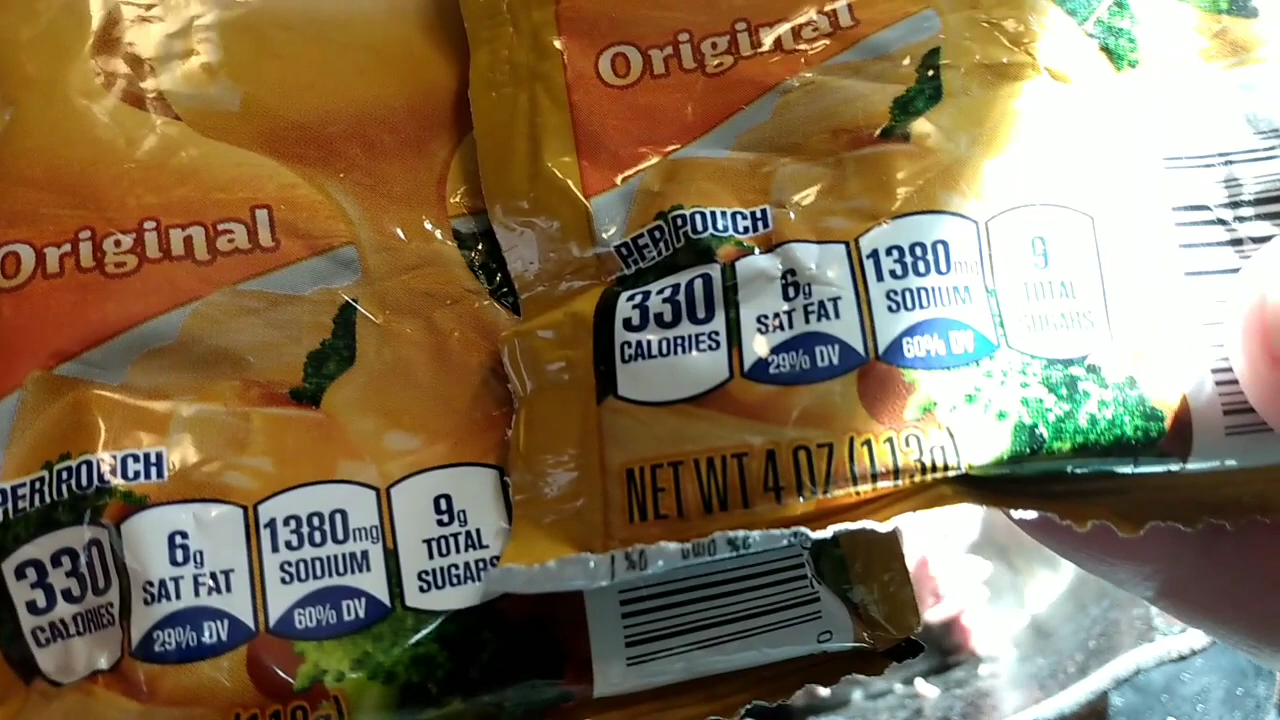 Original
PER POUCH
330
CALORIES
6g
SAT FAT
29% DV
1380mg
SODIUM
60% DV
9g
TOTAL
SUGARS
Original
PER POUCH
330
CALORIES
6g
SAT FAT
29% DV
1380mg
SODIUM
60% DV
9
TOTAL
SUGARS
NET WT 4 OZ (113g)
0